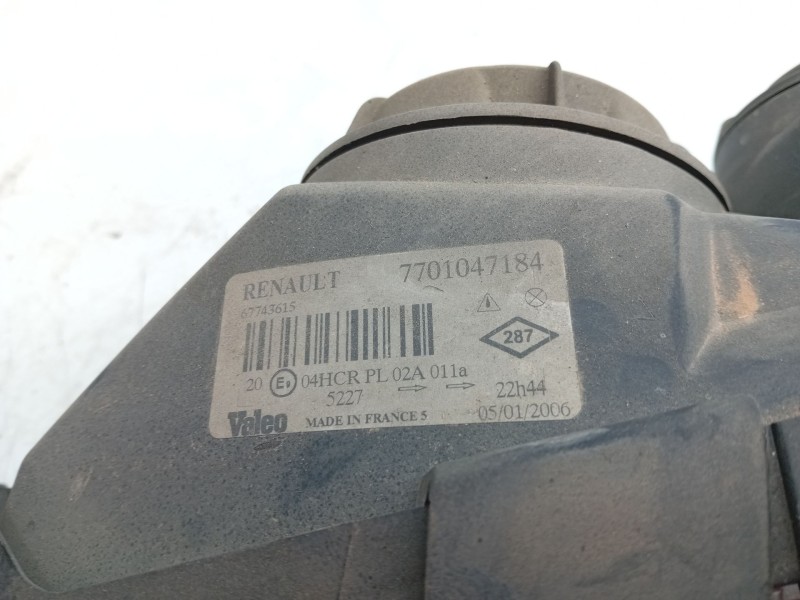 RENAULT 7701047184
67743615
287
20 E9 04HCR PL 02A 011a
5227 → → 22h44
Valeo MADE IN FRANCE 5 05/01/2006